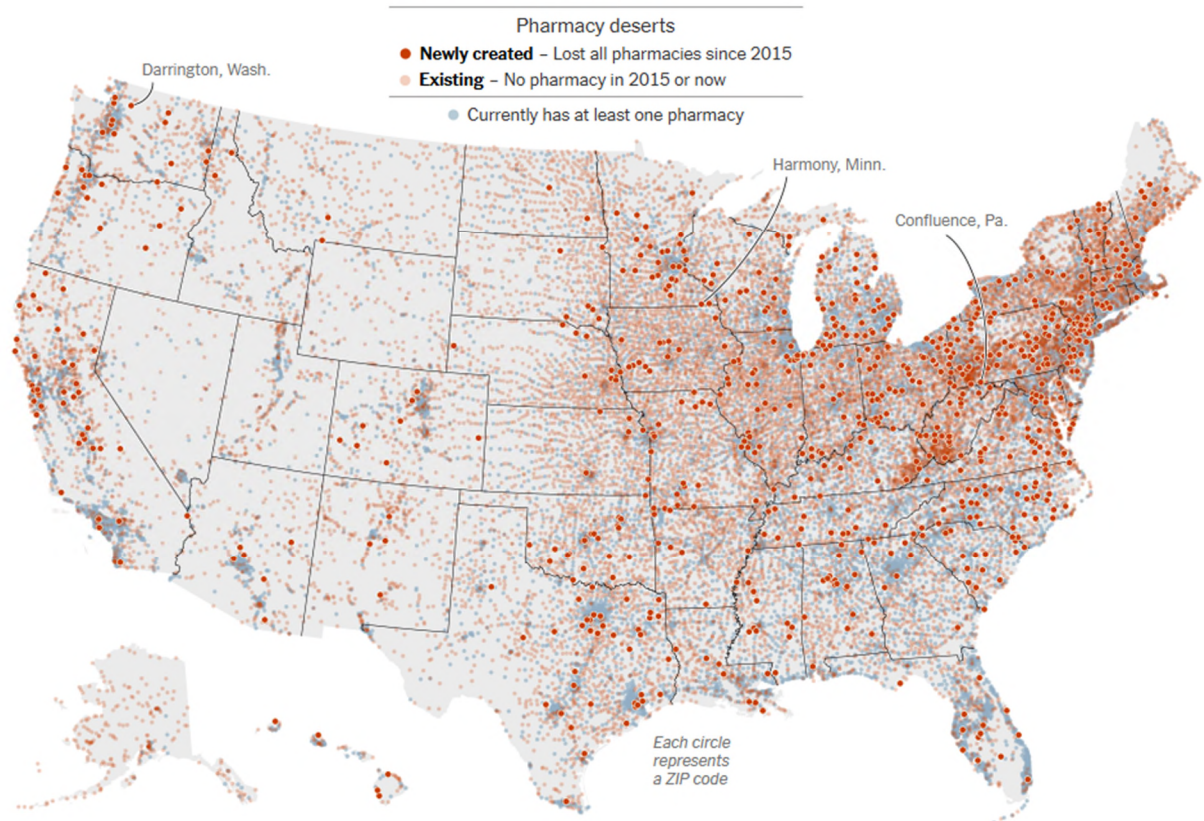 Pharmacy deserts
Newly created – Lost all pharmacies since 2015
Existing – No pharmacy in 2015 or now
Currently has at least one pharmacy
Darrington, Wash.
Harmony, Minn.
Confluence, Pa.
Each circle
represents
a ZIP code